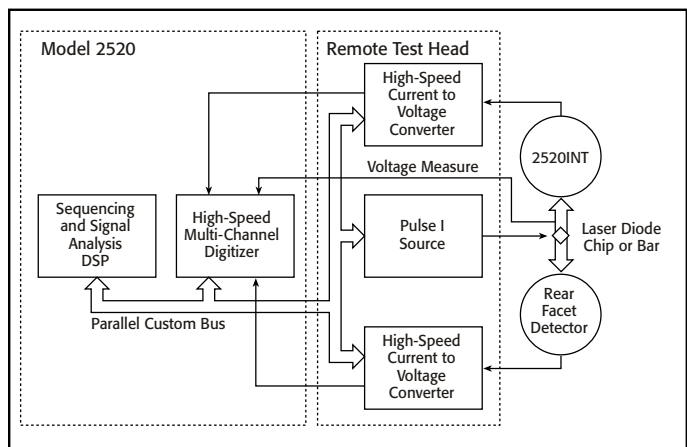 Model 2520
Remote Test Head
High-Speed
Current to
Voltage
Converter
2520INT
Voltage Measure
Sequencing
and Signal
Analysis
DSP
High-Speed
Multi-Channel
Digitizer
Pulse I
Source
Laser Diode
Chip or Bar
Parallel Custom Bus
Rear
Facet
Detector
High-Speed
Current to
Voltage
Converter